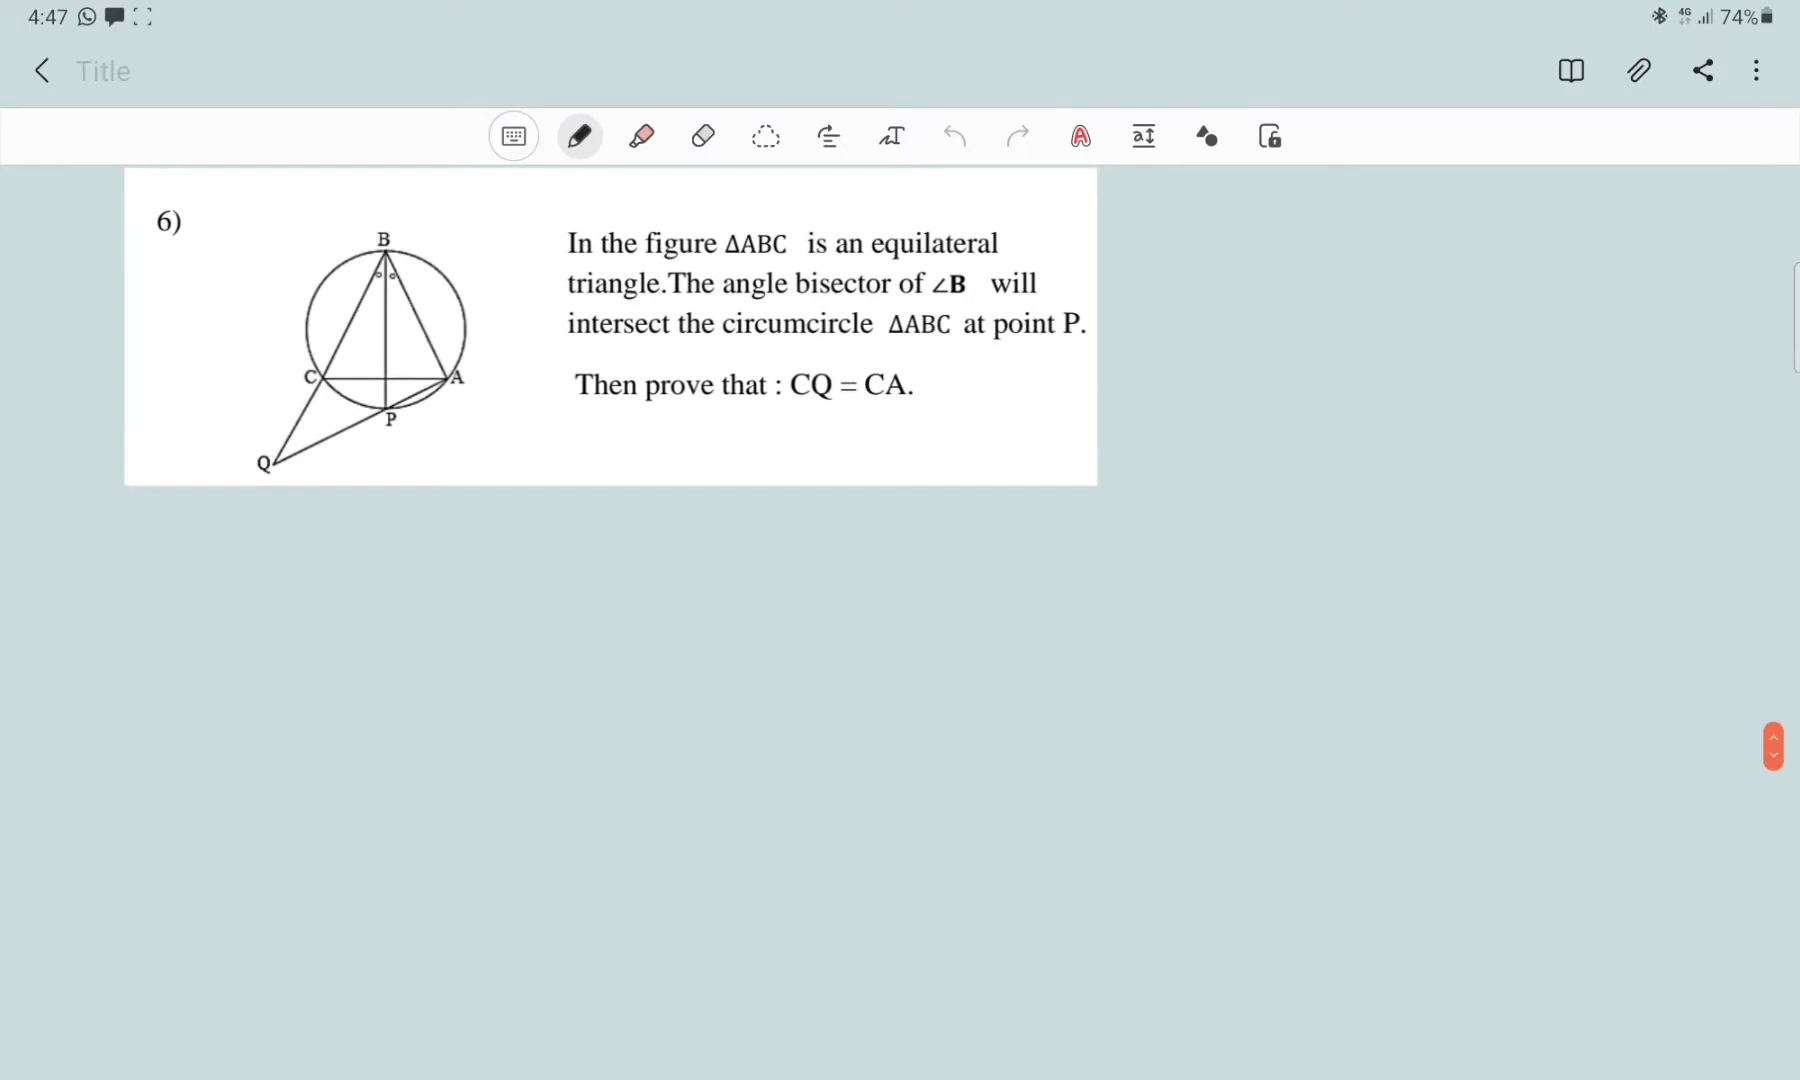 4:47
4G
74%
Title
6)
B
In the figure ΔABC is an equilateral
triangle.The angle bisector of ∠B will
intersect the circumcircle ΔABC at point P.
C
A
Then prove that : CQ = CA.
P
Q